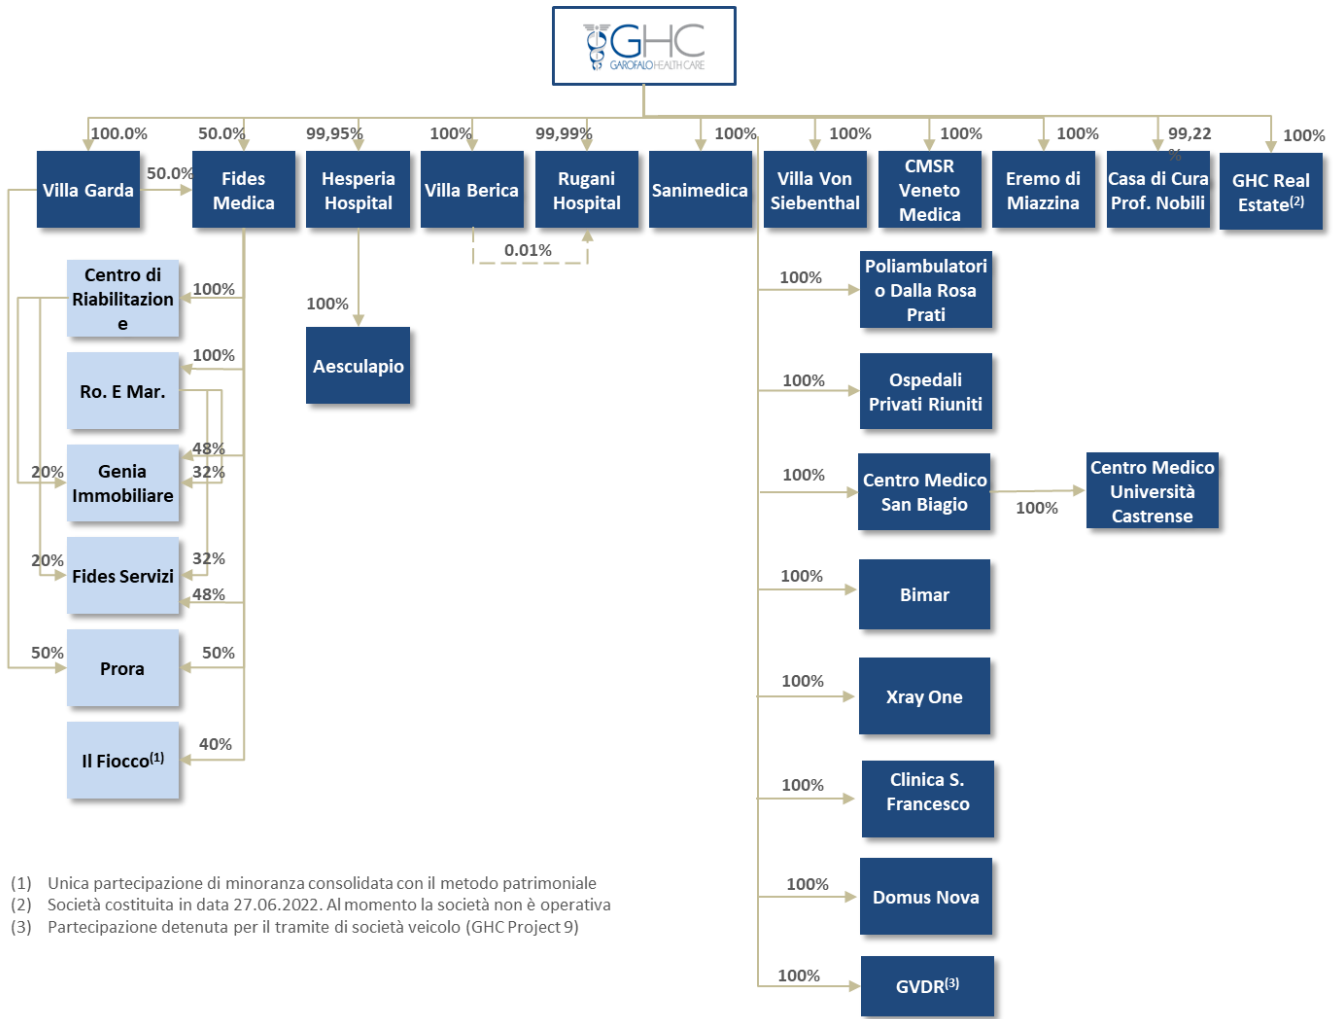 GHC
GAROFALO HEALTH CARE
100.0%
50.0%
99,95%
100%
99,99%
100%
100%
100%
100%
99,22
%
100%
Villa Garda
50.0%
Fides
Medica
Hesperia
Hospital
Villa Berica
Rugani
Hospital
Sanimedica
Villa Von
Siebenthal
CMSR
Veneto
Medica
Eremo di
Miazzina
Casa di Cura
Prof. Nobili
GHC Real
Estate(2)
0.01%
Centro di
Riabilitazion
e
100%
100%
Aesculapio
100%
Poliambulatori
o Dalla Rosa
Prati
Ro. E Mar.
100%
100%
Ospedali
Privati Riuniti
Genia
Immobiliare
20%
48%
32%
100%
Centro Medico
San Biagio
100%
Centro Medico
Università
Castrense
Fides Servizi
20%
32%
48%
100%
Bimar
Prora
50%
50%
100%
Xray One
Il Fiocco(1)
40%
100%
Clinica S.
Francesco
100%
Domus Nova
100%
GVDR(3)
(1) Unica partecipazione di minoranza consolidata con il metodo patrimoniale
(2) Società costituita in data 27.06.2022. Al momento la società non è operativa
(3) Partecipazione detenuta per il tramite di società veicolo (GHC Project 9)